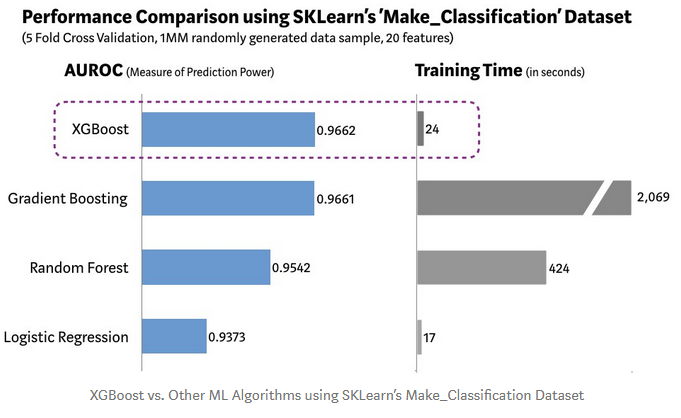 Performance Comparison using SKLearn's 'Make_Classification' Dataset
(5 Fold Cross Validation, 1MM randomly generated data sample, 20 features)
AUROC (Measure of Prediction Power)
Training Time (in seconds)
XGBoost
0.9662
24
Gradient Boosting
0.9661
2,069
Random Forest
0.9542
424
Logistic Regression
0.9373
17
XGBoost vs. Other ML Algorithms using SKLearn's Make_Classification Dataset